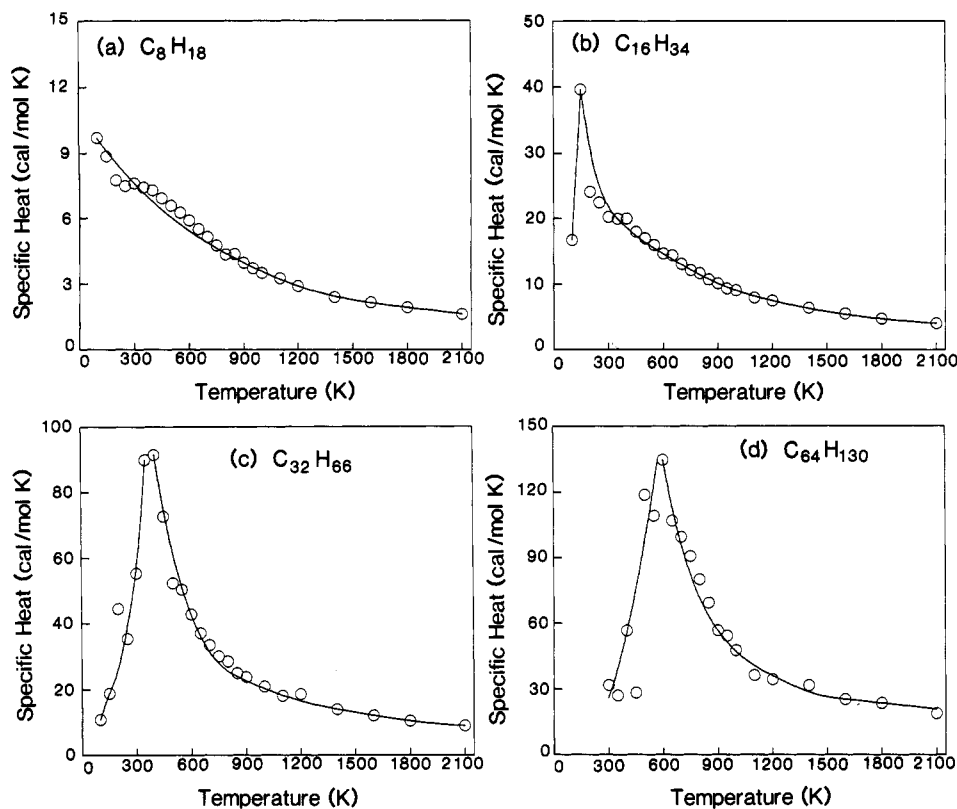 (a) C8H18
Specific Heat (cal/mol K)
15
12
9
6
3
0
0 300 600 900 1200 1500 1800 2100
Temperature (K)
(b) C16H34
Specific Heat (cal/mol K)
50
40
30
20
10
0
0 300 600 900 1200 1500 1800 2100
Temperature (K)
(c) C32H66
Specific Heat (cal/mol K)
100
80
60
40
20
0
0 300 600 900 1200 1500 1800 2100
Temperature (K)
(d) C64H130
Specific Heat (cal/mol K)
150
120
90
60
30
0
0 300 600 900 1200 1500 1800 2100
Temperature (K)